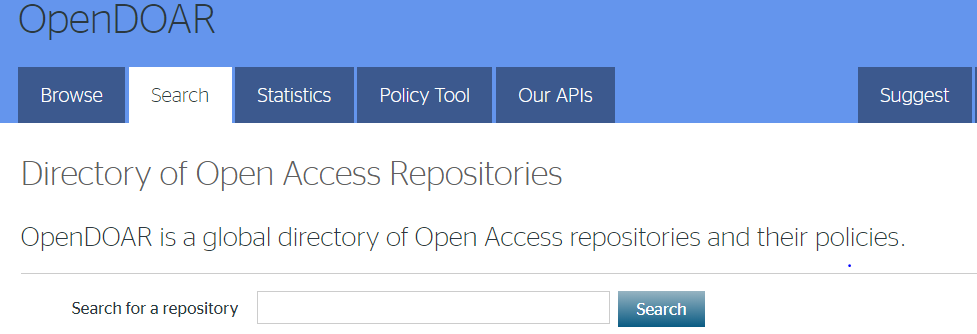 OpenDOAR
Browse Search Statistics Policy Tool Our APIs Suggest
Directory of Open Access Repositories
OpenDOAR is a global directory of Open Access repositories and their policies.
Search for a repository Search